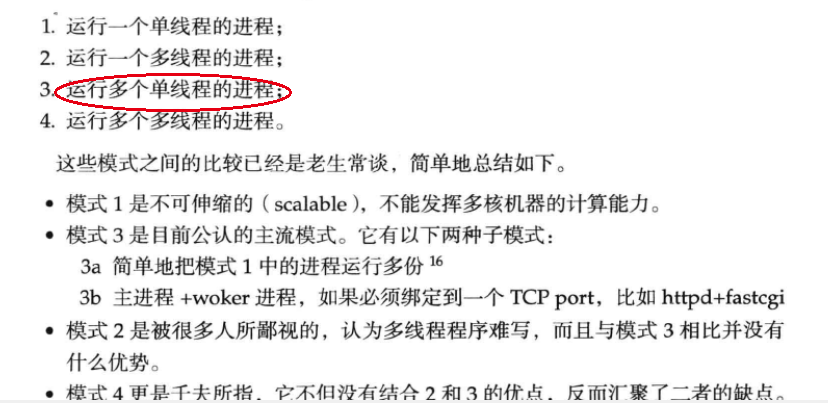 1. 运行一个单线程的进程；
2. 运行一个多线程的进程；
3. 运行多个单线程的进程；
4. 运行多个多线程的进程。
这些模式之间的比较已经是老生常谈，简单地总结如下。
• 模式 1 是不可伸缩的（scalable），不能发挥多核机器的计算能力。
• 模式 3 是目前公认的主流模式。它有以下两种子模式：
3a 简单地把模式 1 中的进程运行多份 16
3b 主进程 +woker 进程，如果必须绑定到一个 TCP port，比如 httpd+fastcgi
• 模式 2 是被很多人所鄙视的，认为多线程程序难写，而且与模式 3 相比并没有
什么优势。
• 模式 4 更是千夫所指，它不但没有结合 2 和 3 的优点，反而汇聚了二者的缺点。